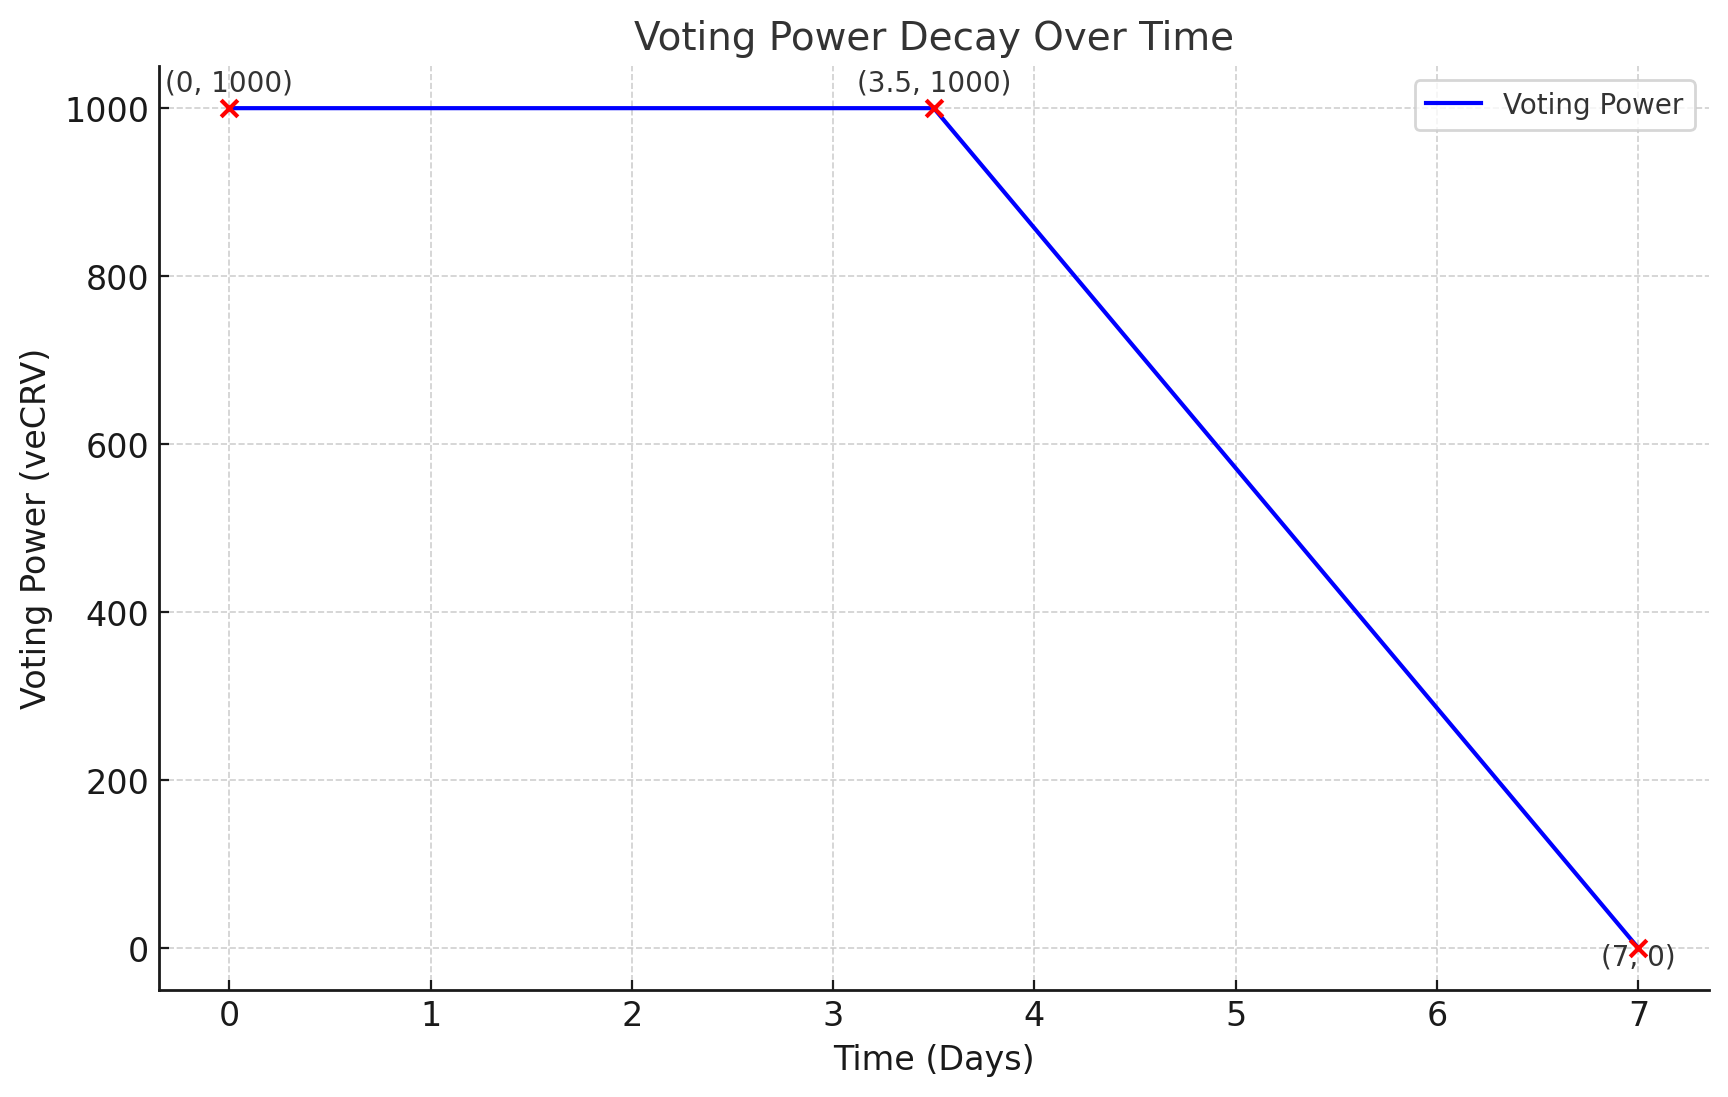 Voting Power Decay Over Time
(0, 1000)
(3.5, 1000)
Voting Power
1000
800
600
400
200
0
Voting Power (veCRV)
(7, 0)
0 1 2 3 4 5 6 7
Time (Days)